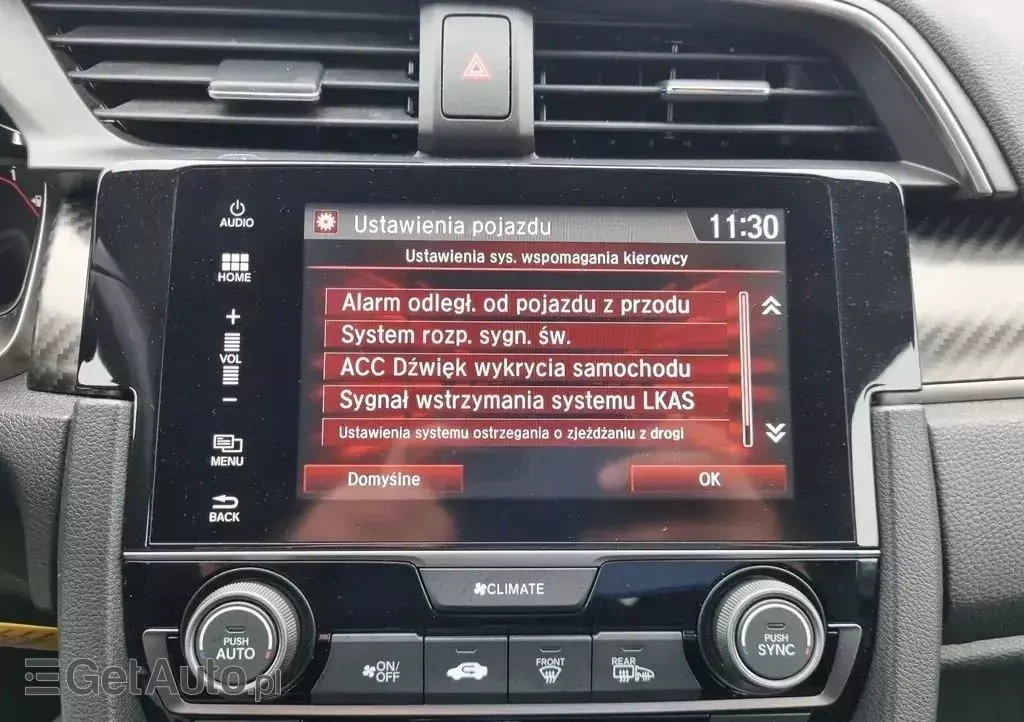 AUDIO
HOME
+
VOL
−
MENU
BACK
Ustawienia pojazdu
11:30
Ustawienia sys. wspomagania kierowcy
Alarm odległ. od pojazdu z przodu
System rozp. sygn. św.
ACC Dźwięk wykrycia samochodu
Sygnał wstrzymania systemu LKAS
Ustawienia systemu ostrzegania o zjeżdżaniu z drogi
Domyślne
OK
CLIMATE
PUSH
AUTO
ON/
OFF
FRONT
REAR
PUSH
SYNC
GetAuto.pl